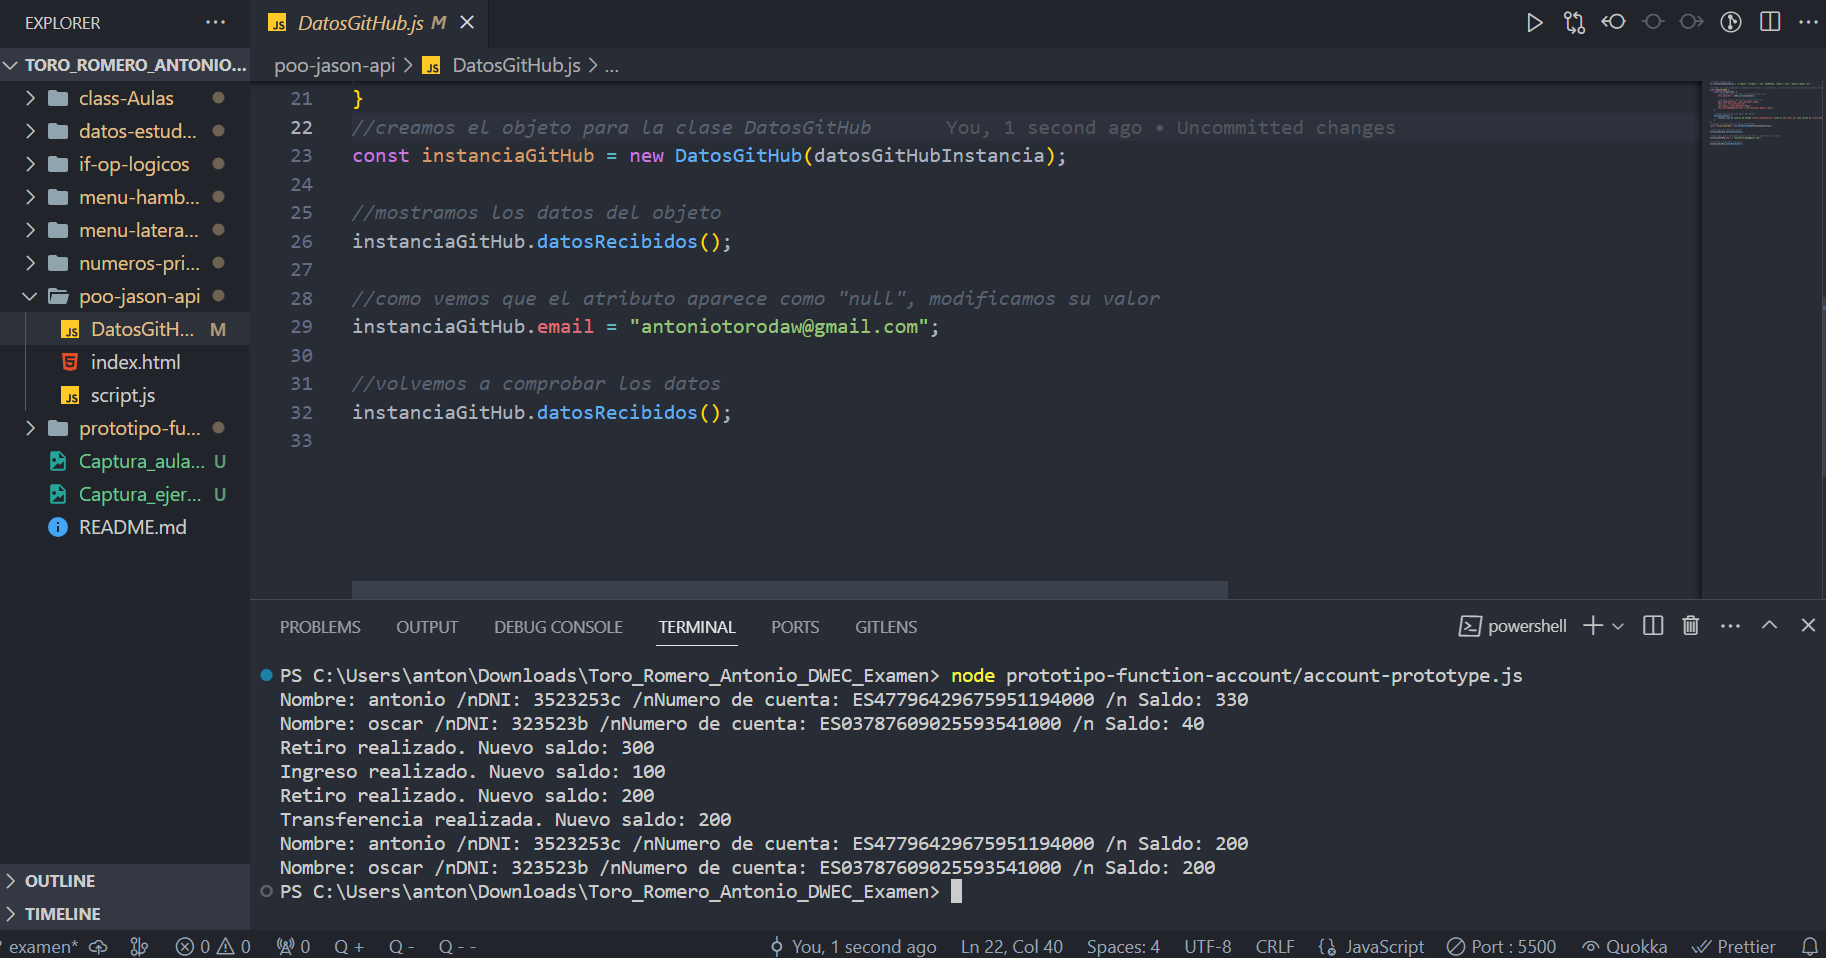 EXPLORER ...
DatosGitHub.js M
TORO_ROMERO_ANTONIO...
poo-jason-api > JS DatosGitHub.js > ...
class-Aulas
datos-estud...
if-op-logicos
menu-hamb...
menu-latera...
numeros-pri...
poo-jason-api
JS DatosGitH... M
index.html
JS script.js
prototipo-fu...
Captura_aula... U
Captura_ejer... U
README.md
OUTLINE
TIMELINE
21 }
22 //creamos el objeto para la clase DatosGitHub You, 1 second ago • Uncommitted changes
23 const instanciaGitHub = new DatosGitHub(datosGitHubInstancia);
24
25 //mostramos los datos del objeto
26 instanciaGitHub.datosRecibidos();
27
28 //como vemos que el atributo aparece como "null", modificamos su valor
29 instanciaGitHub.email = "antoniotorodaw@gmail.com";
30
31 //volvemos a comprobar los datos
32 instanciaGitHub.datosRecibidos();
33
PROBLEMS OUTPUT DEBUG CONSOLE TERMINAL PORTS GITLENS powershell
PS C:\Users\anton\Downloads\Toro_Romero_Antonio_DWEC_Examen> node prototipo-function-account/account-prototype.js
Nombre: antonio /nDNI: 3523253c /nNumero de cuenta: ES47796429675951194000 /n Saldo: 330
Nombre: oscar /nDNI: 323523b /nNumero de cuenta: ES03787609025593541000 /n Saldo: 40
Retiro realizado. Nuevo saldo: 300
Ingreso realizado. Nuevo saldo: 100
Retiro realizado. Nuevo saldo: 200
Transferencia realizada. Nuevo saldo: 200
Nombre: antonio /nDNI: 3523253c /nNumero de cuenta: ES47796429675951194000 /n Saldo: 200
Nombre: oscar /nDNI: 323523b /nNumero de cuenta: ES03787609025593541000 /n Saldo: 200
PS C:\Users\anton\Downloads\Toro_Romero_Antonio_DWEC_Examen>
examen* 0 0 0 Q + Q - Q - - You, 1 second ago Ln 22, Col 40 Spaces: 4 UTF-8 CRLF JavaScript Port : 5500 Quokka Prettier